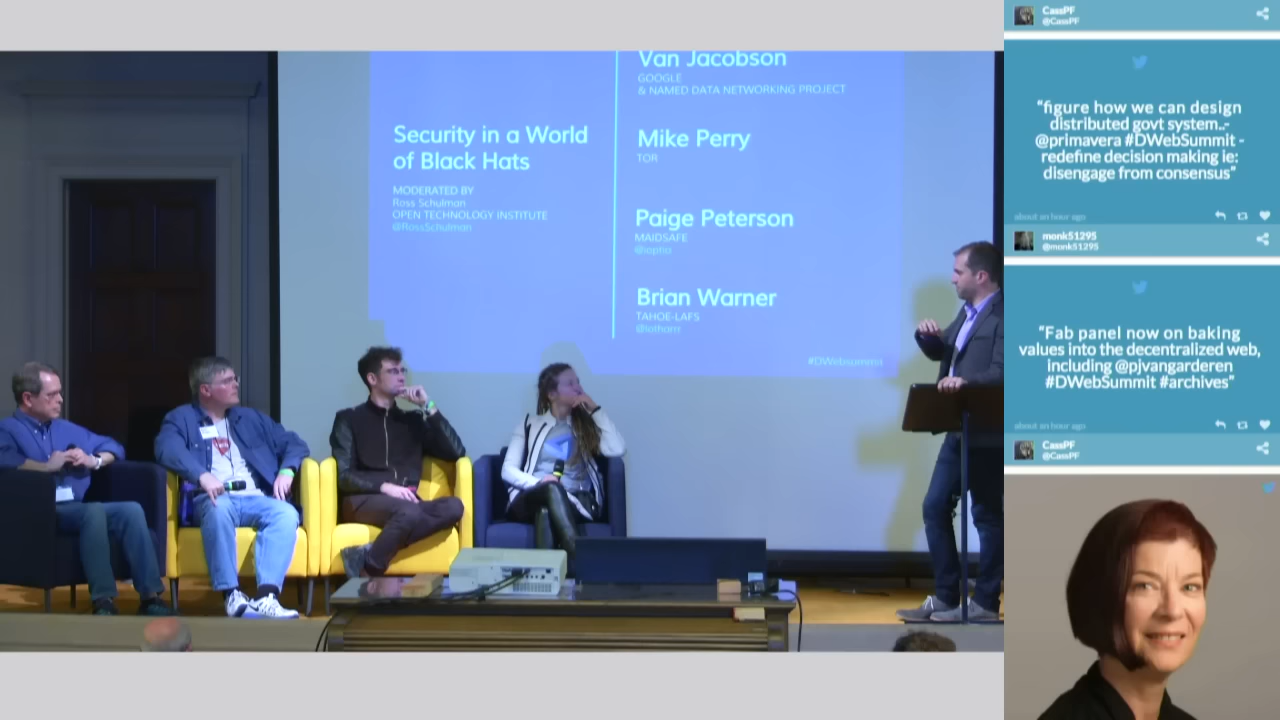 Security in a World
of Black Hats
MODERATED BY
Ross Schulman
OPEN TECHNOLOGY INSTITUTE
@RossSchulman
Van Jacobson
GOOGLE
& NAMED DATA NETWORKING PROJECT
Mike Perry
TOR
Paige Peterson
MAIDSAFE
Brian Warner
TAHOE-LAFS
#DWebsummit
CassPF
@CassPF
"figure how we can design
distributed govt system..-
@primavera #DWebSummit -
redefine decision making ie:
disengage from consensus"
about an hour ago
monk51295
@monk51295
"Fab panel now on baking
values into the decentralized web,
including @pjvangarderen
#DWebSummit #archives"
about an hour ago
CassPF
@CassPF